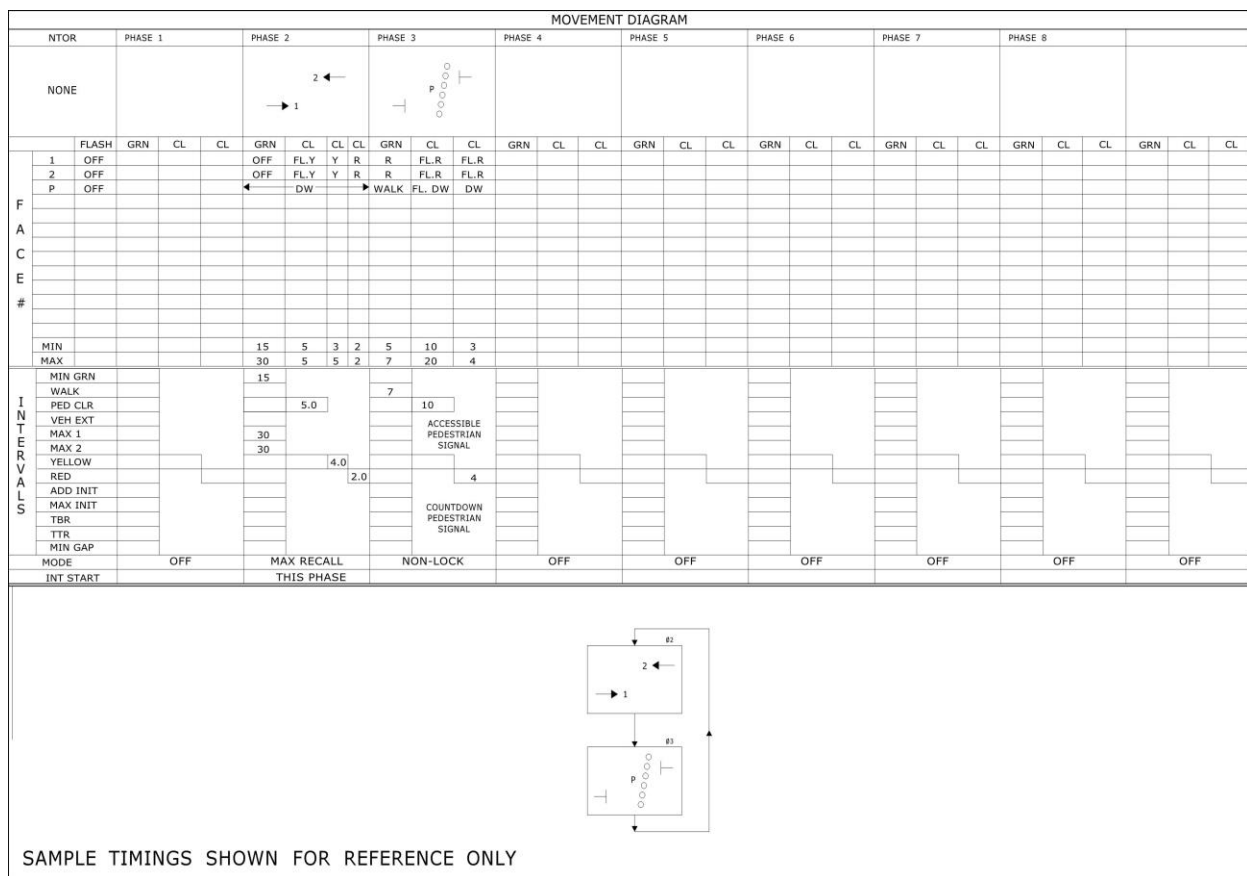 MOVEMENT DIAGRAM
NTOR PHASE 1 PHASE 2 PHASE 3 PHASE 4 PHASE 5 PHASE 6 PHASE 7 PHASE 8
NONE
2
1
P
FLASH GRN CL CL GRN CL CL CL GRN CL CL GRN CL CL GRN CL CL GRN CL CL GRN CL CL GRN CL CL GRN CL CL
FACE #
1 OFF OFF FL.Y Y R R FL.R FL.R
2 OFF OFF FL.Y Y R R FL.R FL.R
P OFF DW WALK FL. DW DW
MIN 15 5 3 2 5 10 3
MAX 30 5 5 2 7 20 4
INTERVALS
MIN GRN 15
WALK 7
PED CLR 5.0 10
VEH EXT
MAX 1 30
MAX 2 30
ACCESSIBLE
PEDESTRIAN
SIGNAL
YELLOW 4.0
RED 2.0 4
ADD INIT
MAX INIT
TBR
TTR
MIN GAP
COUNTDOWN
PEDESTRIAN
SIGNAL
MODE OFF MAX RECALL NON-LOCK OFF OFF OFF OFF OFF OFF
INT START THIS PHASE
Ø2
2
1
Ø3
P
SAMPLE TIMINGS SHOWN FOR REFERENCE ONLY